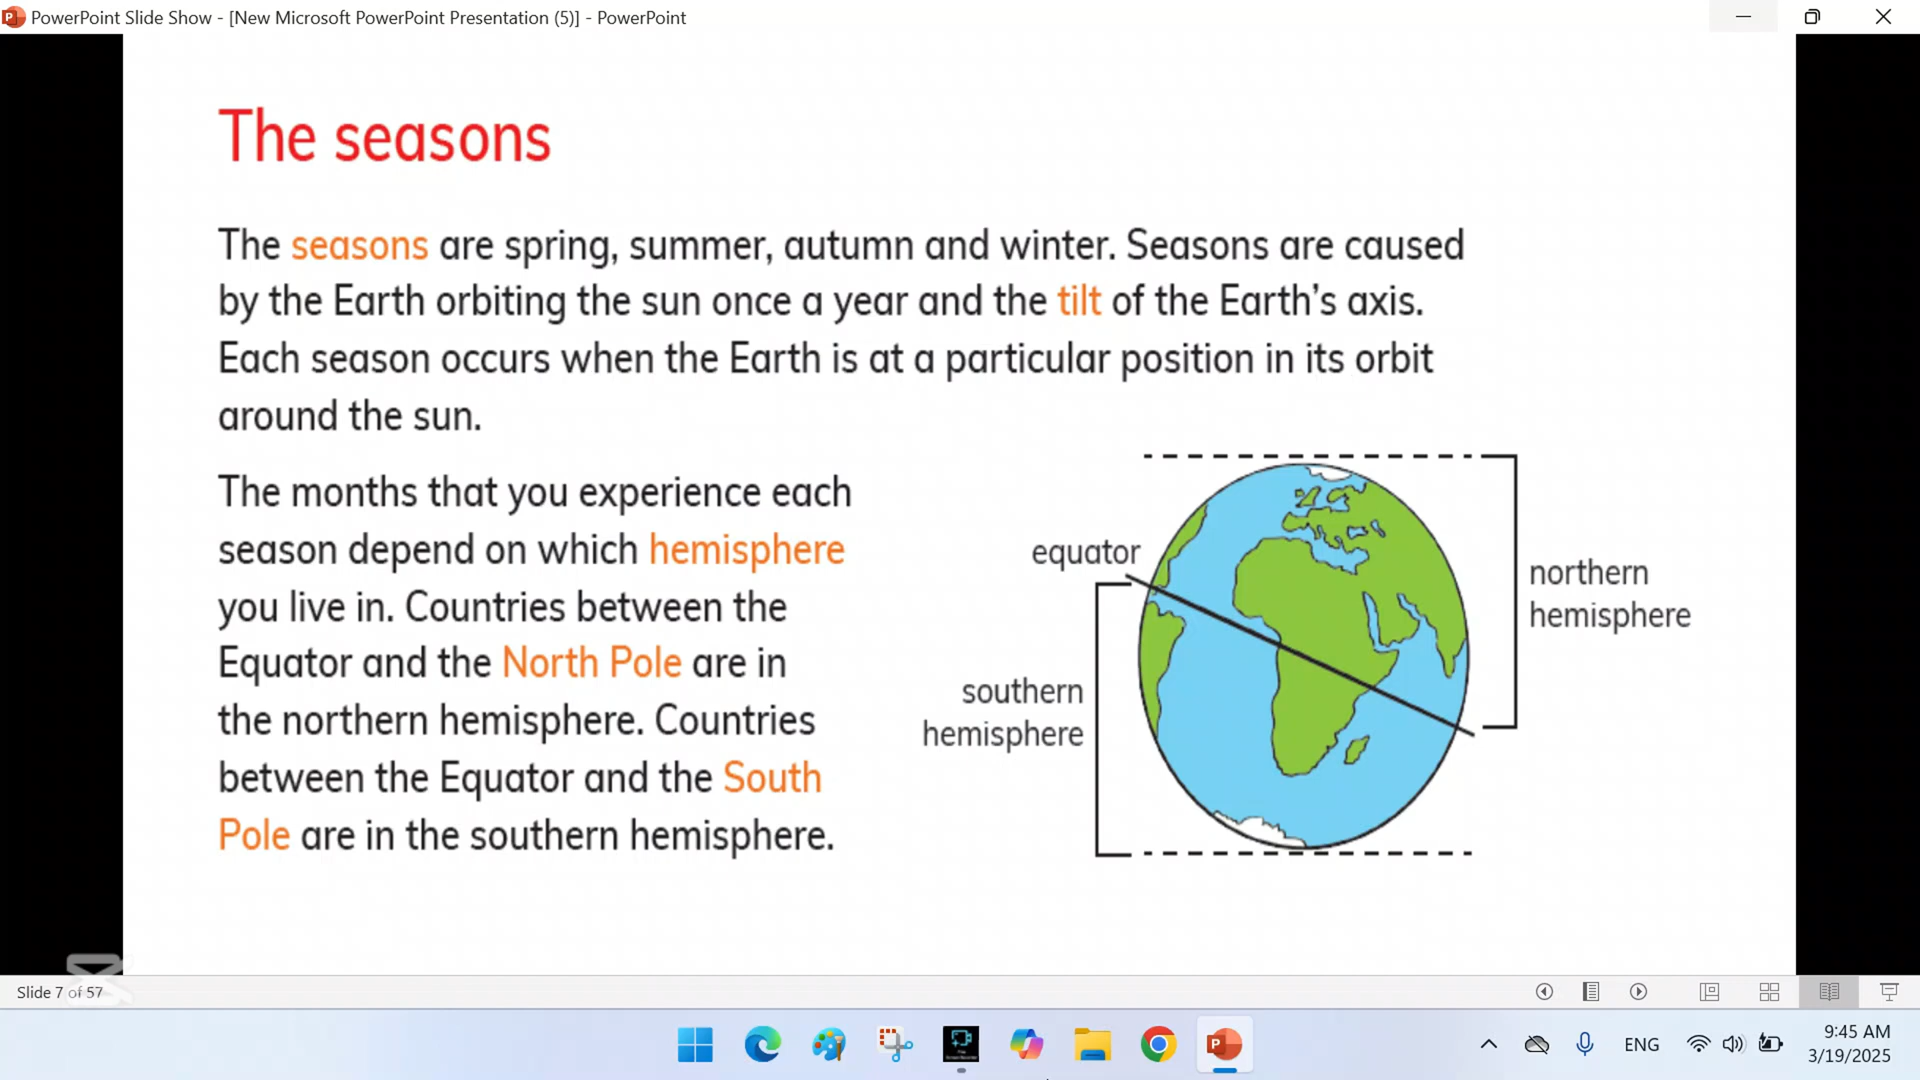 PowerPoint Slide Show - [New Microsoft PowerPoint Presentation (5)] - PowerPoint
The seasons
The seasons are spring, summer, autumn and winter. Seasons are caused
by the Earth orbiting the sun once a year and the tilt of the Earth's axis.
Each season occurs when the Earth is at a particular position in its orbit
around the sun.
The months that you experience each
season depend on which hemisphere
you live in. Countries between the
Equator and the North Pole are in
the northern hemisphere. Countries
between the Equator and the South
Pole are in the southern hemisphere.
equator
northern
hemisphere
southern
hemisphere
Slide 7 of 57
ENG
9:45 AM
3/19/2025